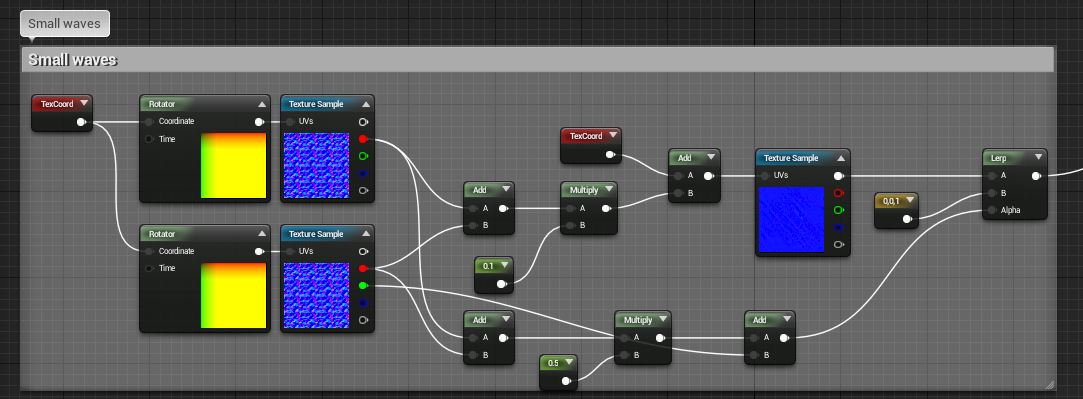 Small waves
Small waves
TexCoord
Rotator
Coordinate
Time
Texture Sample
UVs
Rotator
Coordinate
Time
Texture Sample
UVs
Add
A
B
0.1
Add
A
B
TexCoord
Multiply
A
B
0.5
Multiply
A
B
Add
A
B
Add
A
B
Texture Sample
UVs
0,0,1
Lerp
A
B
Alpha